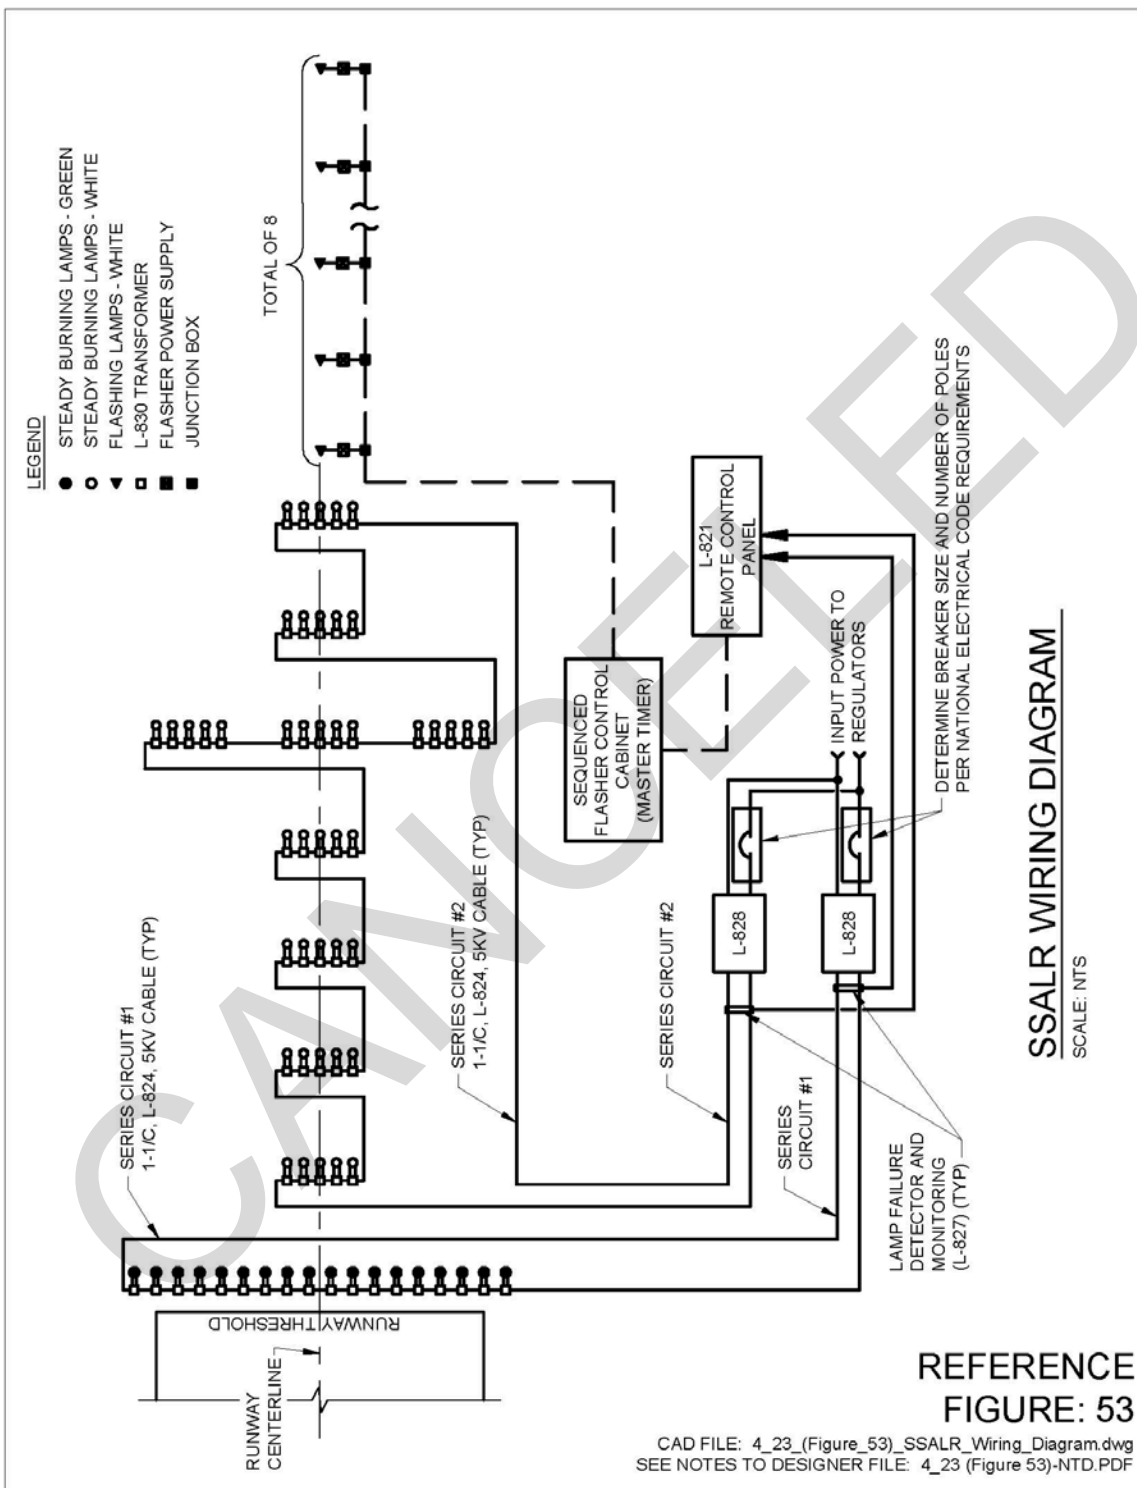 LEGEND
STEADY BURNING LAMPS - GREEN
STEADY BURNING LAMPS - WHITE
FLASHING LAMPS - WHITE
L-830 TRANSFORMER
FLASHER POWER SUPPLY
JUNCTION BOX
TOTAL OF 8
SERIES CIRCUIT #1
1-1/C, L-824, 5KV CABLE (TYP)
SERIES CIRCUIT #2
1-1/C, L-824, 5KV CABLE (TYP)
SEQUENCED
FLASHER CONTROL
CABINET
(MASTER TIMER)
L-821
REMOTE CONTROL
PANEL
INPUT POWER TO
REGULATORS
DETERMINE BREAKER SIZE AND NUMBER OF POLES
PER NATIONAL ELECTRICAL CODE REQUIREMENTS
L-828
L-828
SERIES CIRCUIT #2
SERIES
CIRCUIT #1
LAMP FAILURE
DETECTOR AND
MONITORING
(L-827) (TYP)
RUNWAY THRESHOLD
RUNWAY
CENTERLINE
SSALR WIRING DIAGRAM
SCALE: NTS
CANCELED
REFERENCE
FIGURE: 53
CAD FILE: 4_23_(Figure_53)_SSALR_Wiring_Diagram.dwg
SEE NOTES TO DESIGNER FILE: 4_23 (Figure 53)-NTD.PDF